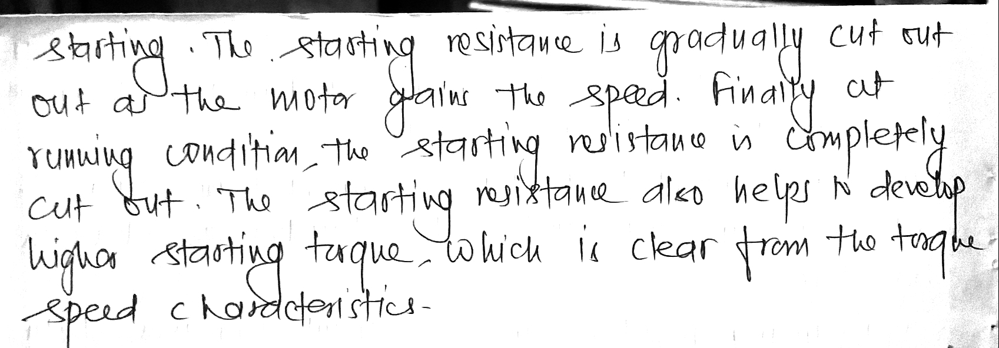 starting. The starting resistance is gradually cut out
out as the motor gains the speed. Finally at
running condition, the starting resistance is completely
cut out. The starting resistance also helps to develop
higher starting torque, which is clear from the torque
speed characteristics-